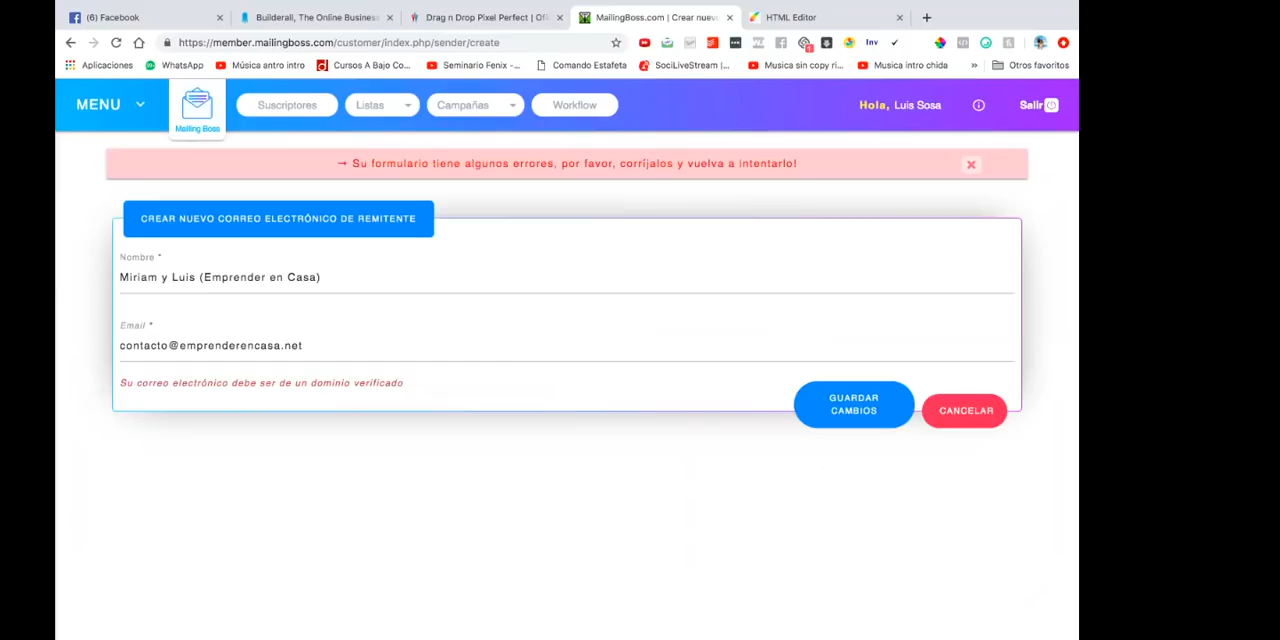 (6) Facebook
Builderall, The Online Business
Drag n Drop Pixel Perfect | Ofi
MailingBoss.com | Crear nuevo
HTML Editor
https://member.mailingboss.com/customer/index.php/sender/create
Inv
Aplicaciones
WhatsApp
Música antro intro
Cursos A Bajo Co...
Seminario Fenix -...
Comando Estafeta
SociLiveStream |...
Musica sin copy ri...
Musica intro chida
»
Otros favoritos
MENU
Mailing Boss
Suscriptores
Listas
Campañas
Workflow
Hola, Luis Sosa
Salir
→ Su formulario tiene algunos errores, por favor, corríjalos y vuelva a intentarlo!
CREAR NUEVO CORREO ELECTRÓNICO DE REMITENTE
Nombre *
Miriam y Luis (Emprender en Casa)
Email *
contacto@emprenderencasa.net
Su correo electrónico debe ser de un dominio verificado
GUARDAR
CAMBIOS
CANCELAR